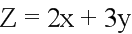 Z = 2x + 3y